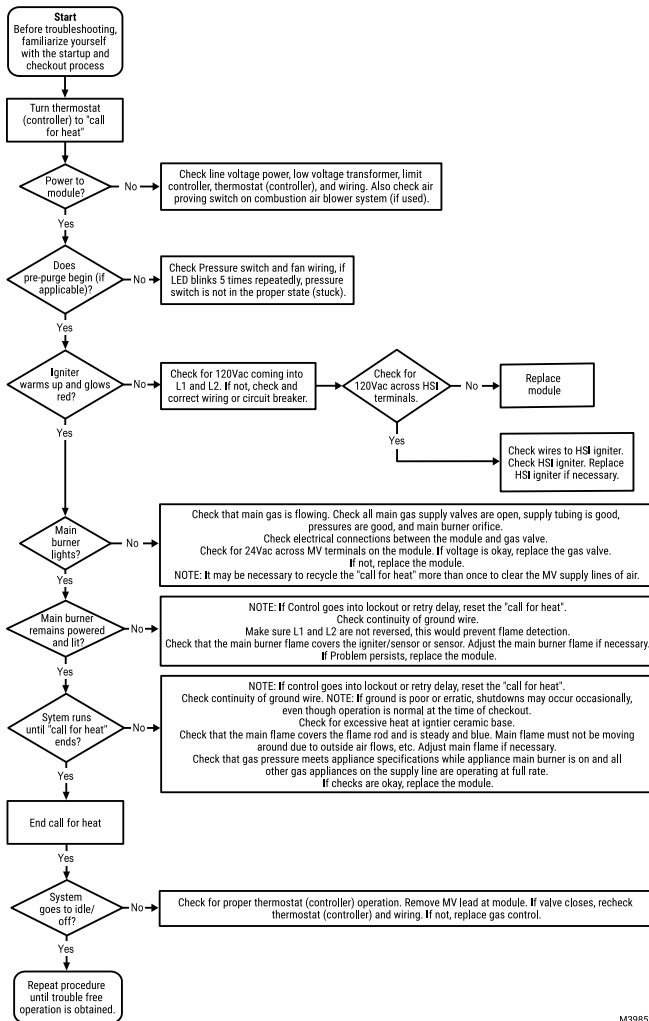 Start
Before troubleshooting,
familiarize yourself
with the startup and
checkout process
Turn thermostat
(controller) to "call
for heat"
Power to
module?
No
Check line voltage power, low voltage transformer, limit
controller, thermostat (controller), and wiring. Also check air
proving switch on combustion air blower system (if used).
Yes
Does
pre-purge begin (if
applicable)?
No
Check Pressure switch and fan wiring, if
LED blinks 5 times repeatedly, pressure
switch is not in the proper state (stuck).
Yes
Igniter
warms up and glows
red?
No
Check for 120Vac coming into
L1 and L2. If not, check and
correct wiring or circuit breaker.
Check for
120Vac across HSI
terminals.
No
Replace
module
Yes
Check wires to HSI igniter.
Check HSI igniter. Replace
HSI igniter if necessary.
Yes
Main
burner
lights?
No
Check that main gas is flowing. Check all main gas supply valves are open, supply tubing is good,
pressures are good, and main burner orifice.
Check electrical connections between the module and gas valve.
Check for 24Vac across MV terminals on the module. If voltage is okay, replace the gas valve.
If not, replace the module.
NOTE: It may be necessary to recycle the "call for heat" more than once to clear the MV supply lines of air.
Main burner
remains powered
and lit?
No
NOTE: If Control goes into lockout or retry delay, reset the "call for heat".
Check continuity of ground wire.
Make sure L1 and L2 are not reversed, this would prevent flame detection.
Check that the main burner flame covers the igniter/sensor or sensor. Adjust the main burner flame if necessary.
If Problem persists, replace the module.
Sytem runs
until "call for heat"
ends?
No
NOTE: If control goes into lockout or retry delay, reset the "call for heat".
Check continuity of ground wire. NOTE: If ground is poor or erratic, shutdowns may occur occasionally,
even though operation is normal at the time of checkout.
Check for excessive heat at igntier ceramic base.
Check that the main flame covers the flame rod and is steady and blue. Main flame must not be moving
around due to outside air flows, etc. Adjust main flame if necessary.
Check that gas pressure meets appliance specifications while appliance main burner is on and all
other gas appliances on the supply line are operating at full rate.
If checks are okay, replace the module.
Yes
End call for heat
Yes
System
goes to idle/
off?
No
Check for proper thermostat (controller) operation. Remove MV lead at module. If valve closes, recheck
thermostat (controller) and wiring. If not, replace gas control.
Yes
Repeat procedure
until trouble free
operation is obtained.
M39852